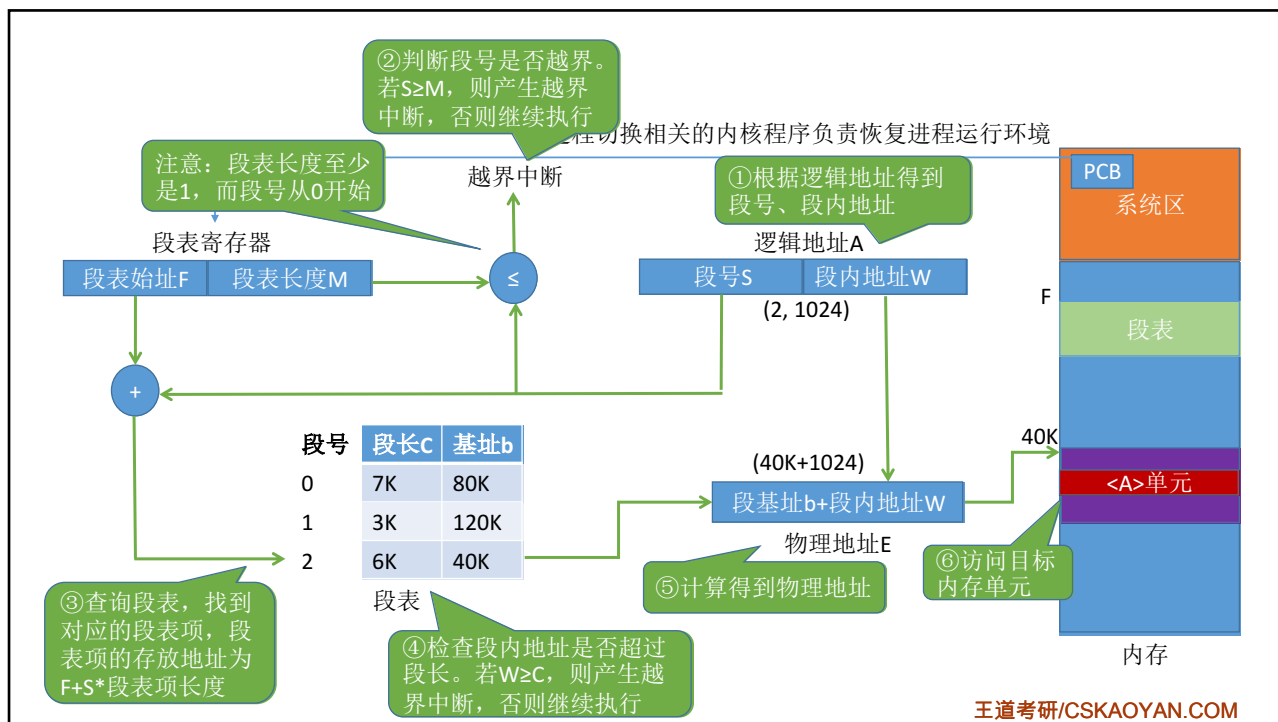 ②判断段号是否越界。
若S≥M，则产生越界
中断，否则继续执行
程切换相关的内核程序负责恢复进程运行环境
注意：段表长度至少
是1，而段号从0开始
越界中断
①根据逻辑地址得到
段号、段内地址
PCB
系统区
段表寄存器
逻辑地址A
段表始址F 段表长度M
≤
段号S 段内地址W
(2, 1024)
F
段表
+
段号 段长C 基址b
0 7K 80K
1 3K 120K
2 6K 40K
段表
(40K+1024)
段基址b+段内地址W
物理地址E
40K
<A>单元
③查询段表，找到
对应的段表项，段
表项的存放地址为
F+S*段表项长度
④检查段内地址是否超过
段长。若W≥C，则产生越
界中断，否则继续执行
⑤计算得到物理地址
⑥访问目标
内存单元
内存
王道考研/CSKAOYAN.COM